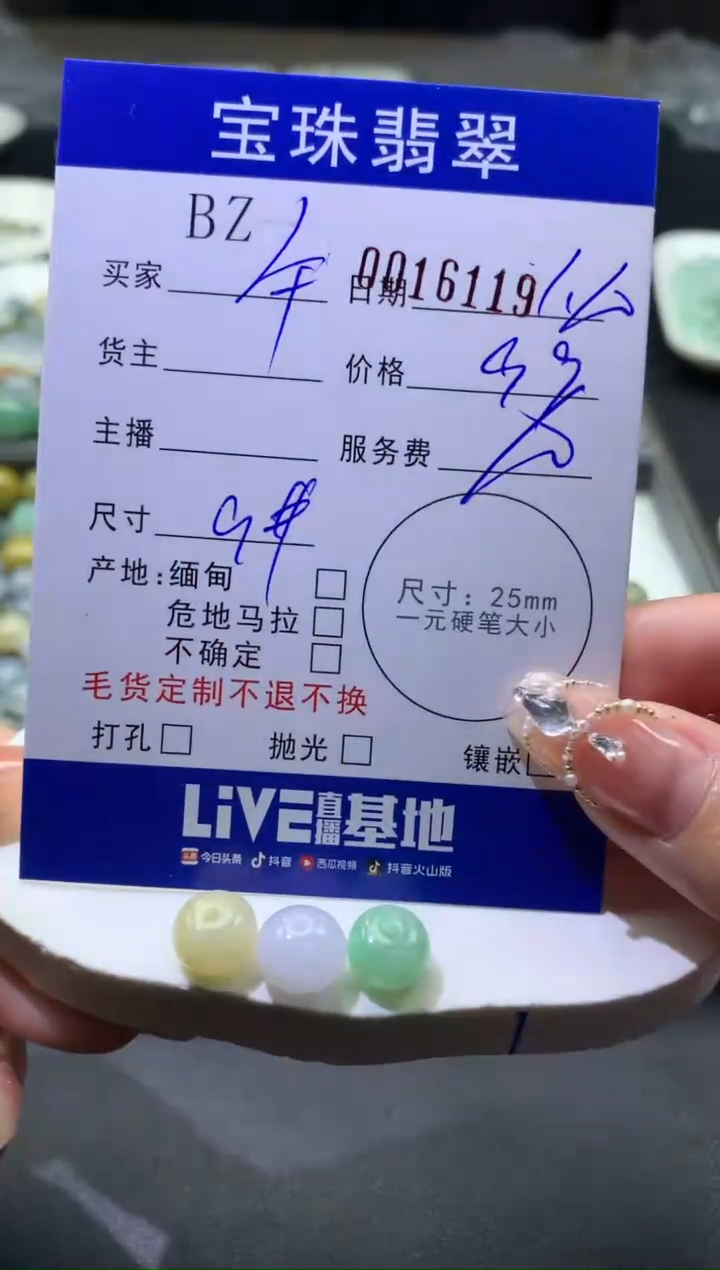 宝珠翡翠
BZ
买家 日期 0016119
货主 价格
主播 服务费
尺寸 9#
产地:缅甸
危地马拉
不确定
尺寸: 25mm
一元硬笔大小
毛货定制不退不换
打孔 抛光 镶嵌
LiVE直播基地
头条 今日头条 抖音 西瓜视频 抖音火山版